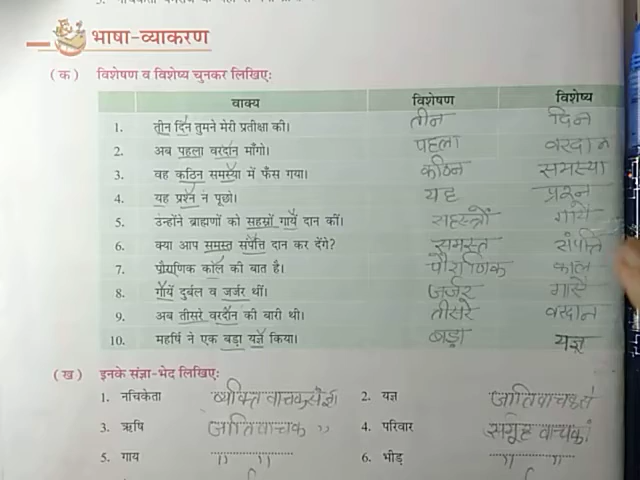 भाषा-व्याकरण
(क) विशेषण व विशेष्य चुनकर लिखिए:
वाक्य विशेषण विशेष्य
1. तीन दिन तुमने मेरी प्रतीक्षा की। तीन दिन
2. अब पहला वरदान माँगो। पहला वरदान
3. वह कठिन समस्या में फँस गया। कठिन समस्या
4. यह प्रश्न न पूछो। यह प्रश्न
5. उन्होंने ब्राह्मणों को सहस्रों गायें दान कीं। सहस्त्रों गायें
6. क्या आप समस्त संपत्ति दान कर देंगे? समस्त संपत्ति
7. पौराणिक काल की बात है। पौराणिक काल
8. गायें दुर्बल व जर्जर थीं। जर्जर गायें
9. अब तीसरे वरदान की बारी थी। तीसरे वरदान
10. महर्षि ने एक बड़ा यज्ञ किया। बड़ा यज्ञ
(ख) इनके संज्ञा-भेद लिखिए:
1. नचिकेता व्यक्ति वाचक 2. यज्ञ जातिवाचक
3. ऋषि जातिवाचक ,, 4. परिवार समूह वाचक
5. गाय ,, ,, 6. भीड़ ,, ,,